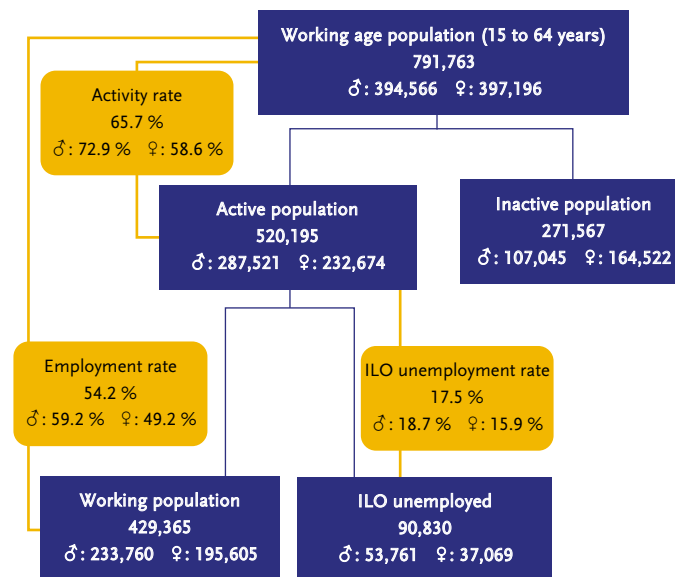 Working age population (15 to 64 years)
791,763
♂: 394,566 ♀: 397,196
Activity rate
65.7 %
♂: 72.9 % ♀: 58.6 %
Active population
520,195
♂: 287,521 ♀: 232,674
Inactive population
271,567
♂: 107,045 ♀: 164,522
Employment rate
54.2 %
♂: 59.2 % ♀: 49.2 %
ILO unemployment rate
17.5 %
♂: 18.7 % ♀: 15.9 %
Working population
429,365
♂: 233,760 ♀: 195,605
ILO unemployed
90,830
♂: 53,761 ♀: 37,069